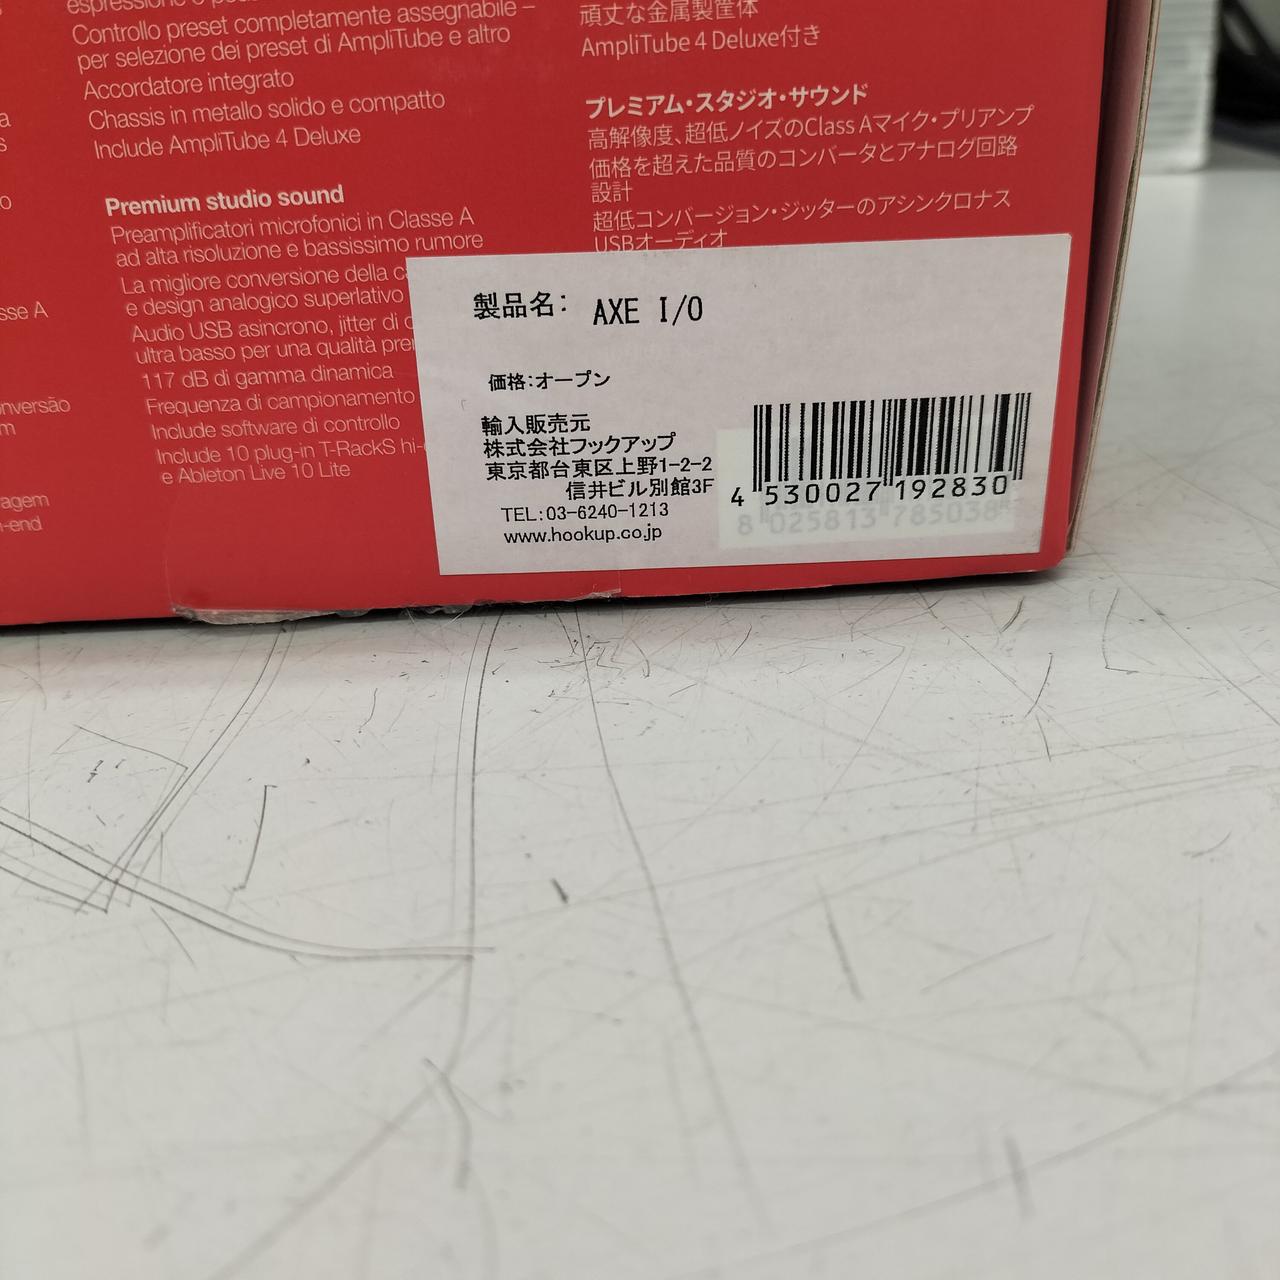 Controllo preset completamente assegnabile –
per selezione dei preset di AmpliTube e altro
Accordatore integrato
Chassis in metallo solido e compatto
Include AmpliTube 4 Deluxe
Premium studio sound
Preamplificatori microfonici in Classe A
ad alta risoluzione e bassissimo rumore
La migliore conversione della
e design analogico superlativo
Audio USB asincrono, jitter di
ultra basso per una qualità
117 dB di gamma dinamica
Frequenza di campionamento
Include software di controllo
Include 10 plug-in T-RackS
e Ableton Live 10 Lite
頑丈な金属製筐体
AmpliTube 4 Deluxe付き
プレミアム・スタジオ・サウンド
高解像度、超低ノイズのClass Aマイク・プリアンプ
価格を超えた品質のコンバータとアナログ回路
設計
超低コンバージョン・ジッターのアシンクロナス
USBオーディオ
製品名: AXE I/O
価格:オープン
輸入販売元
株式会社フックアップ
東京都台東区上野1-2-2
信井ビル別館3F
TEL:03-6240-1213
www.hookup.co.jp
4 530027 192830
8 025813 785038